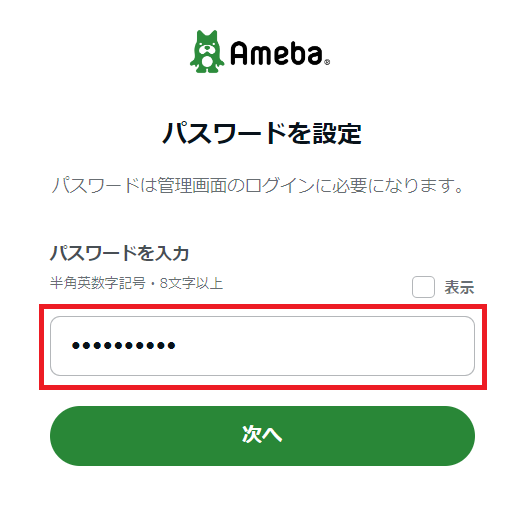 Ameba®
パスワードを設定
パスワードは管理画面のログインに必要になります。
パスワードを入力
半角英数字記号・8文字以上
表示
••••••••••
次へ